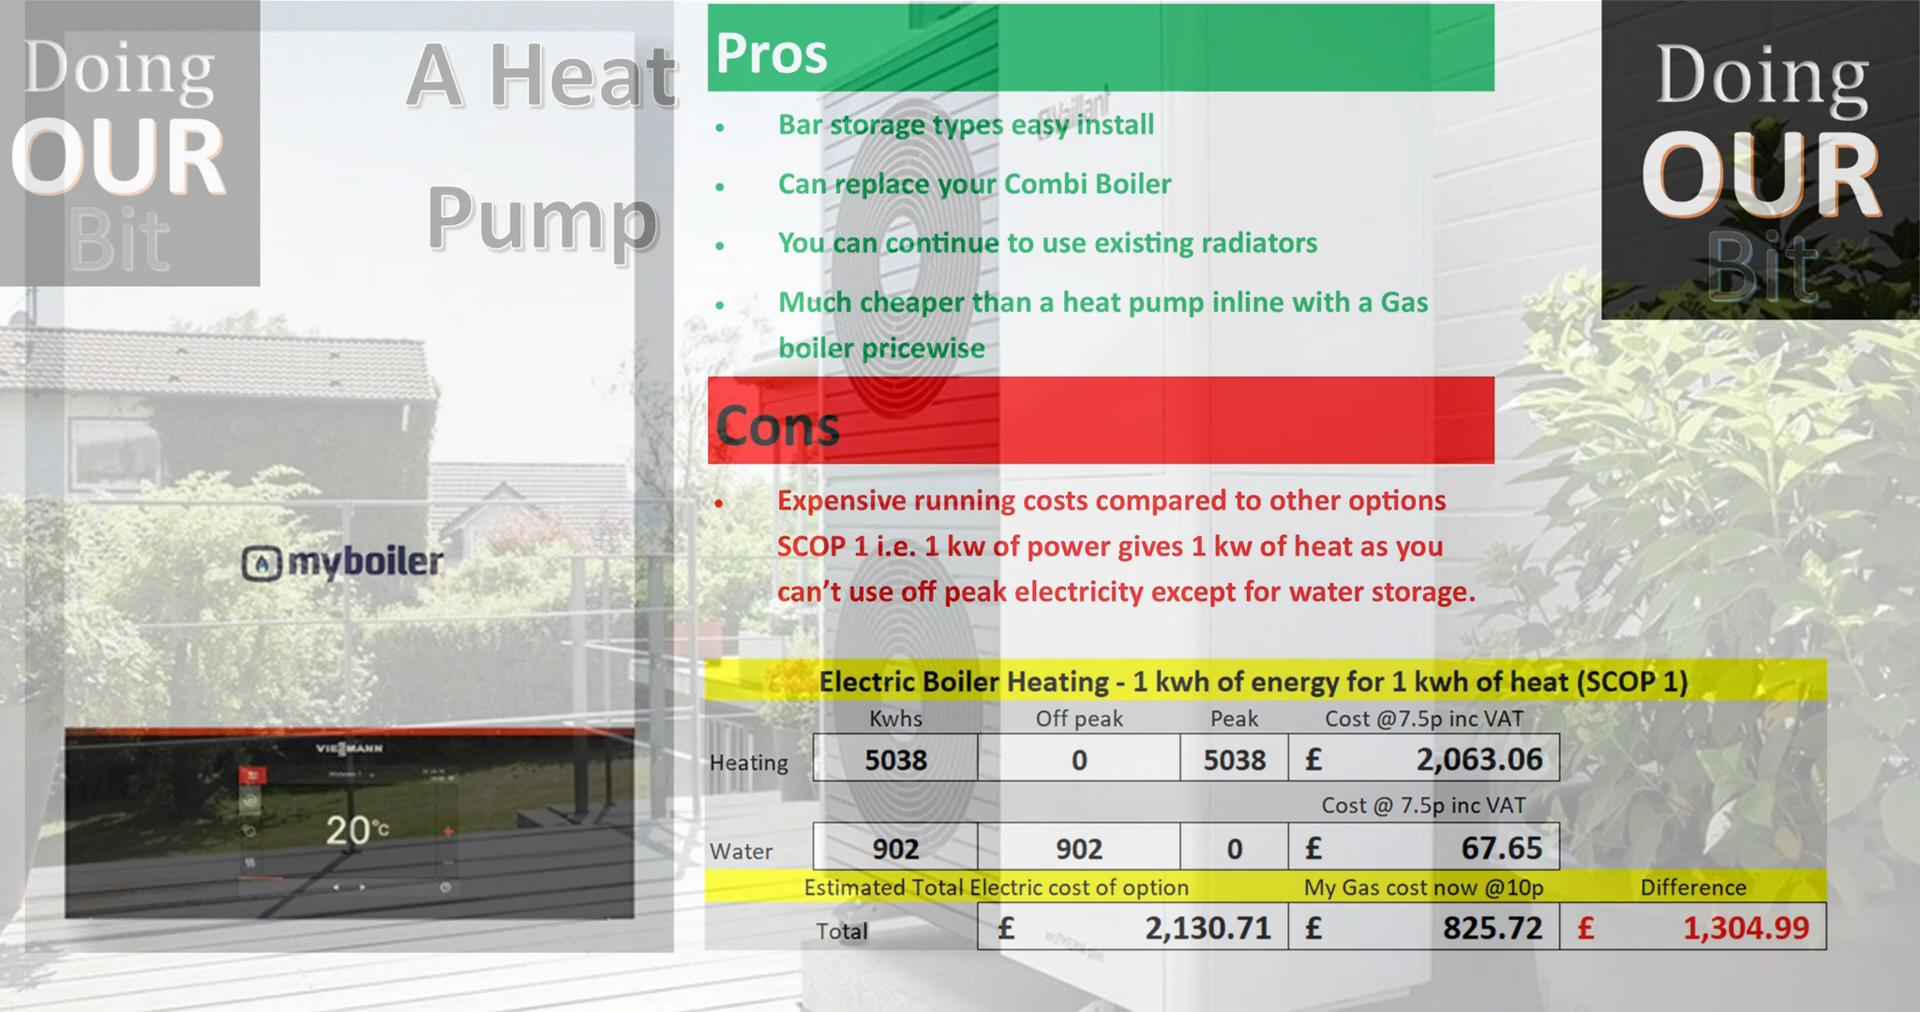 Doing
OUR
Bit
A Heat
Pump
myboiler
VIESSMANN
20°C
Pros
Vaillant
• Bar storage types easy install
• Can replace your Combi Boiler
• You can continue to use existing radiators
• Much cheaper than a heat pump inline with a Gas
boiler pricewise
Cons
• Expensive running costs compared to other options
SCOP 1 i.e. 1 kw of power gives 1 kw of heat as you
can't use off peak electricity except for water storage.
Electric Boiler Heating - 1 kwh of energy for 1 kwh of heat (SCOP 1)
Kwhs Off peak Peak Cost @7.5p inc VAT
Heating 5038 0 5038 £ 2,063.06
Cost @ 7.5p inc VAT
Water 902 902 0 £ 67.65
Estimated Total Electric cost of option My Gas cost now @10p Difference
Total £ 2,130.71 £ 825.72 £ 1,304.99
Doing
OUR
Bit